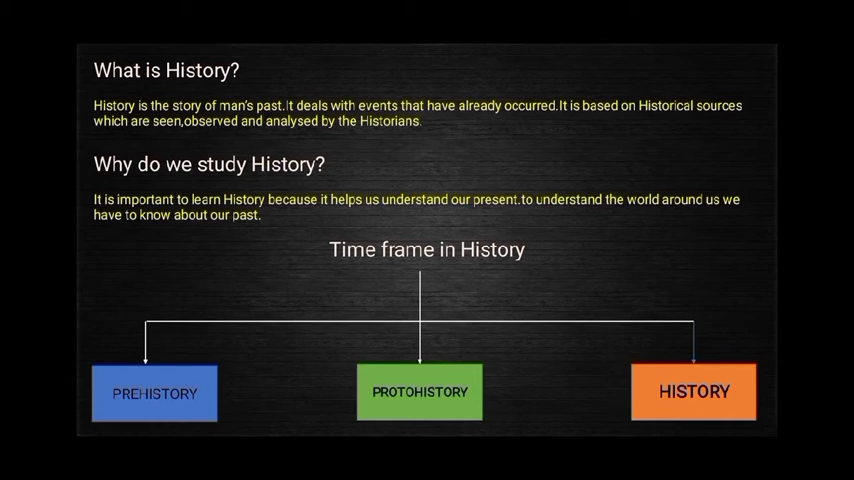 What is History?
History is the story of man's past.It deals with events that have already occurred.It is based on Historical sources
which are seen,observed and analysed by the Historians.
Why do we study History?
It is important to learn History because it helps us understand our present.to understand the world around us we
have to know about our past.
Time frame in History
PREHISTORY
PROTOHISTORY
HISTORY